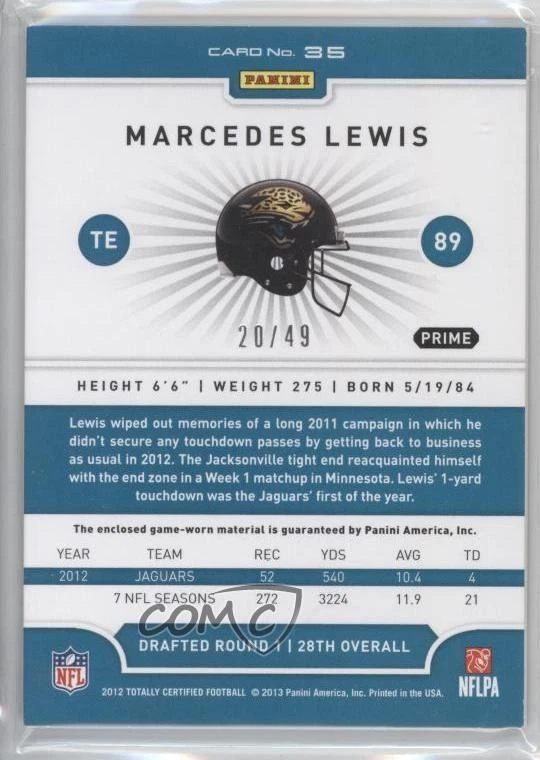 CARD No. 35
PANINI
MARCEDES LEWIS
TE
89
20/49
PRIME
HEIGHT 6'6" | WEIGHT 275 | BORN 5/19/84
Lewis wiped out memories of a long 2011 campaign in which he
didn't secure any touchdown passes by getting back to business
as usual in 2012. The Jacksonville tight end reacquainted himself
with the end zone in a Week 1 matchup in Minnesota. Lewis' 1-yard
touchdown was the Jaguars' first of the year.
The enclosed game-worn material is guaranteed by Panini America, Inc.
YEAR TEAM REC YDS AVG TD
2012 JAGUARS 52 540 10.4 4
7 NFL SEASONS 272 3224 11.9 21
COMC
DRAFTED ROUND 1 | 28TH OVERALL
NFL
NFLPA
2012 TOTALLY CERTIFIED FOOTBALL © 2013 Panini America, Inc. Printed in the USA.